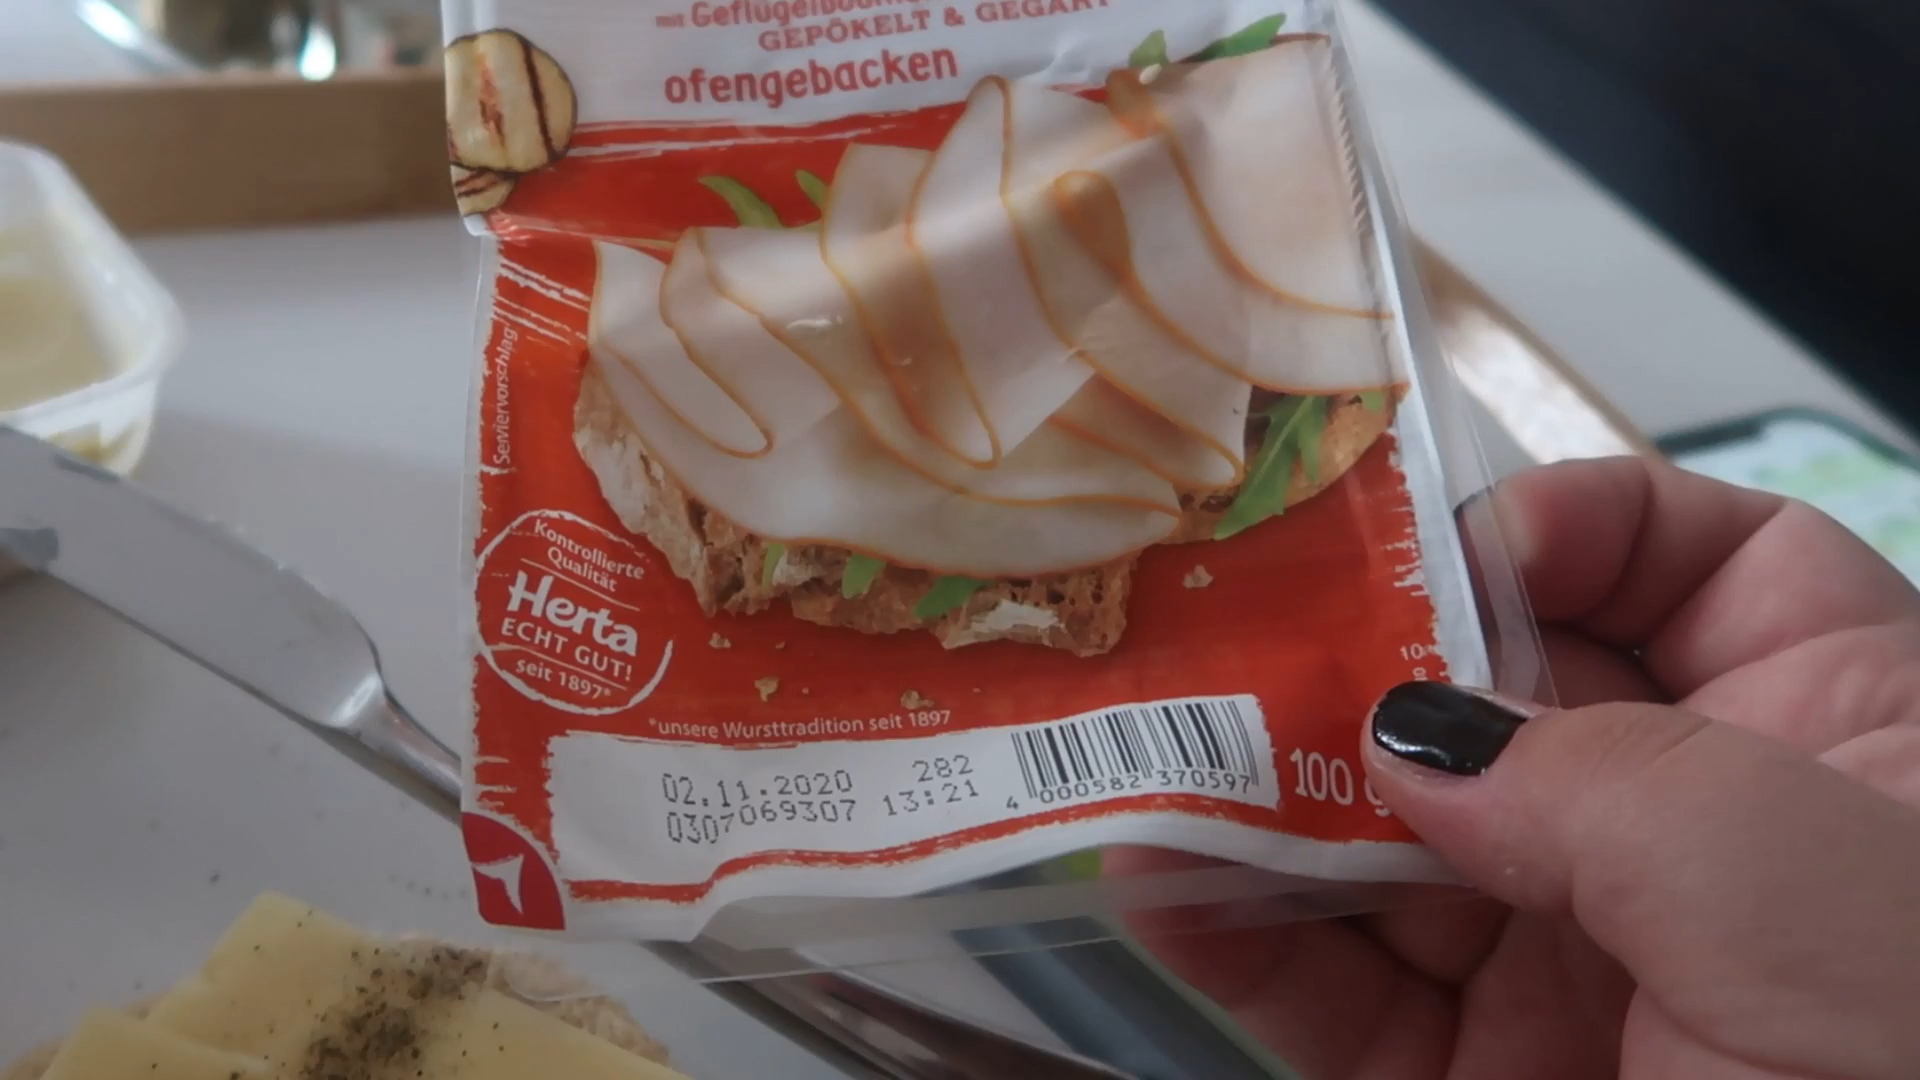 mit
GEPÖKELT & GEGART
ofengebacken
Serviervorschlag
Kontrollierte
Qualität
Herta
ECHT GUT!
seit 1897*
*unsere Wursttradition seit 1897
02.11.2020 282
0307069307 13:21
4 000582 370597
100 g